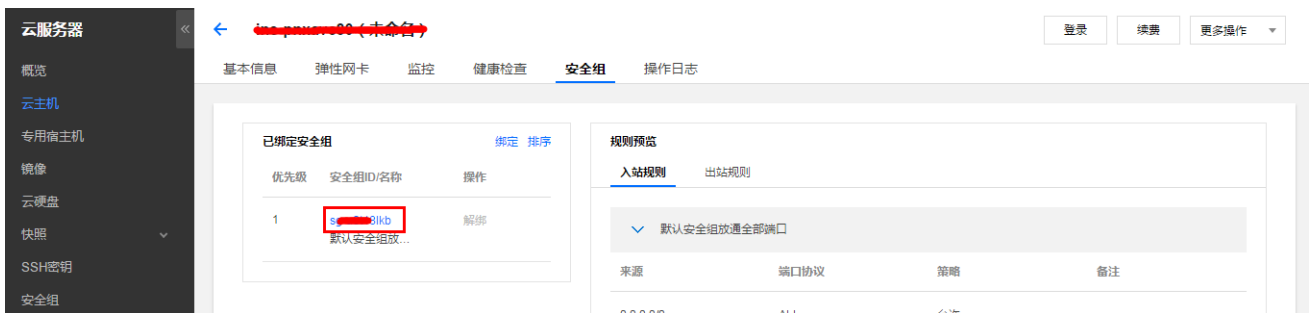 云服务器
概览
云主机
专用宿主机
镜像
云硬盘
快照
SSH密钥
安全组
登录 续费 更多操作
基本信息 弹性网卡 监控 健康检查 安全组 操作日志
已绑定安全组 绑定 排序
优先级 安全组ID/名称 操作
1 8lkb 解绑
默认安全组放...
规则预览
入站规则 出站规则
默认安全组放通全部端口
来源 端口协议 策略 备注